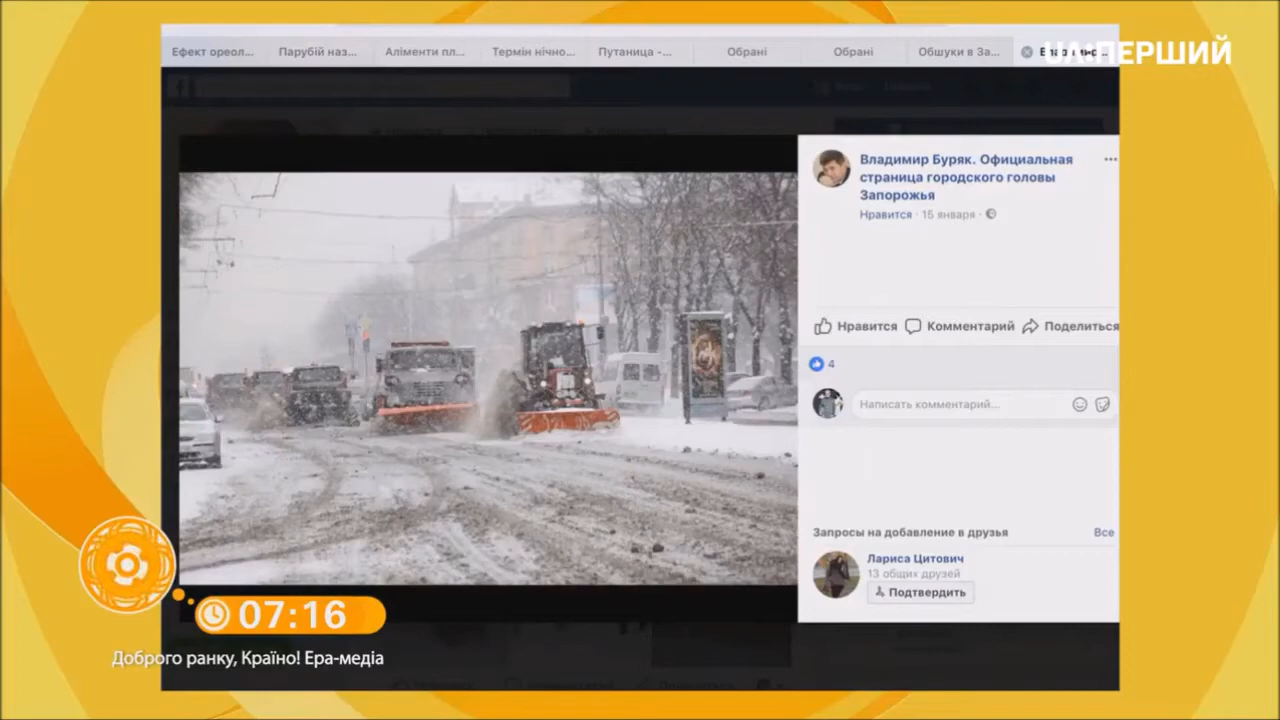 Ефект ореол...
Парубій наз...
Аліменти пл...
Термін нічно...
Путаница -...
Обрані
Обрані
Обшуки в За...
UA:ПЕРШИЙ
Владимир Буряк. Официальная
страница городского головы
Запорожья
Нравится · 15 января ·
Нравится Комментарий Поделиться
4
Написать комментарий...
Запросы на добавление в друзья Все
Лариса Цитович
13 общих друзей
Подтвердить
07:16
Доброго ранку, Країно! Ера-медіа